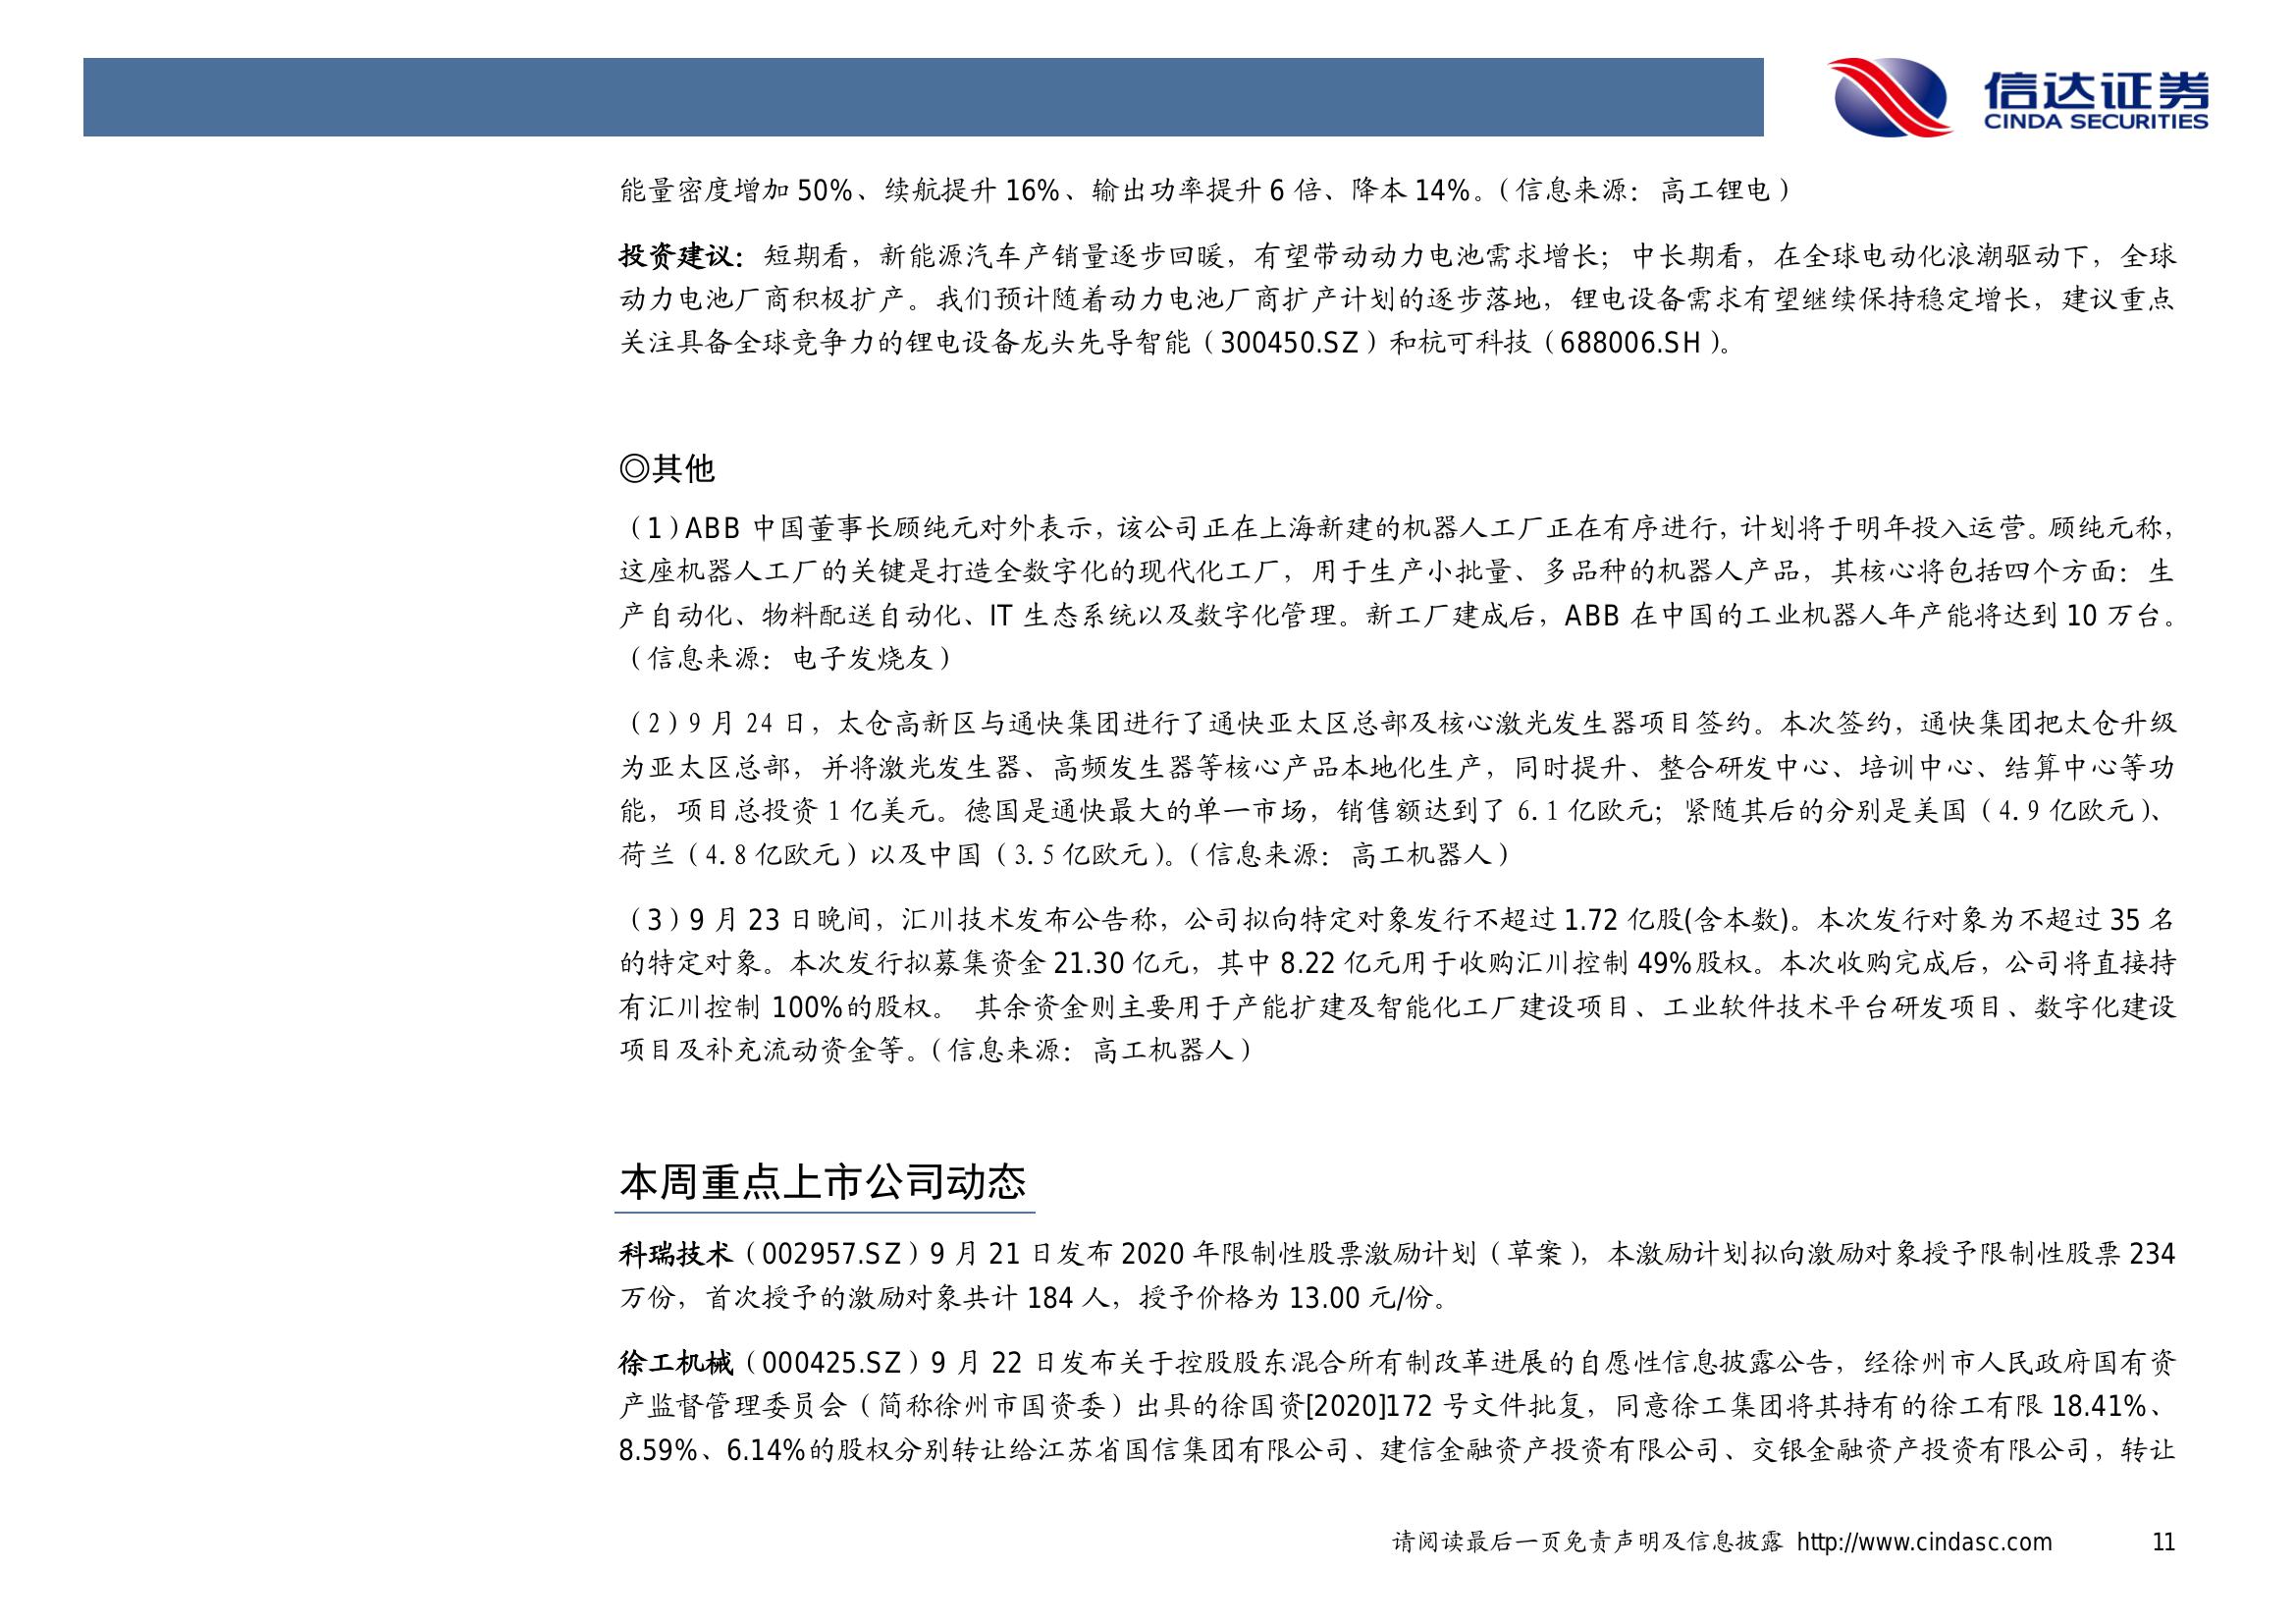 信达证券
CINDA SECURITIES
能量密度增加 50%、续航提升 16%、输出功率提升 6 倍、降本 14%。（信息来源：高工锂电）
投资建议：短期看，新能源汽车产销量逐步回暖，有望带动动力电池需求增长；中长期看，在全球电动化浪潮驱动下，全球
动力电池厂商积极扩产。我们预计随着动力电池厂商扩产计划的逐步落地，锂电设备需求有望继续保持稳定增长，建议重点
关注具备全球竞争力的锂电设备龙头先导智能（300450.SZ）和杭可科技（688006.SH）。
◎其他
（1）ABB 中国董事长顾纯元对外表示，该公司正在上海新建的机器人工厂正在有序进行，计划将于明年投入运营。顾纯元称，
这座机器人工厂的关键是打造全数字化的现代化工厂，用于生产小批量、多品种的机器人产品，其核心将包括四个方面：生
产自动化、物料配送自动化、IT 生态系统以及数字化管理。新工厂建成后，ABB 在中国的工业机器人年产能将达到 10 万台。
（信息来源：电子发烧友）
（2）9 月 24 日，太仓高新区与通快集团进行了通快亚太区总部及核心激光发生器项目签约。本次签约，通快集团把太仓升级
为亚太区总部，并将激光发生器、高频发生器等核心产品本地化生产，同时提升、整合研发中心、培训中心、结算中心等功
能，项目总投资 1 亿美元。德国是通快最大的单一市场，销售额达到了 6.1 亿欧元；紧随其后的分别是美国（4.9 亿欧元）、
荷兰（4.8 亿欧元）以及中国（3.5 亿欧元）。（信息来源：高工机器人）
（3）9 月 23 日晚间，汇川技术发布公告称，公司拟向特定对象发行不超过 1.72 亿股(含本数)。本次发行对象为不超过 35 名
的特定对象。本次发行拟募集资金 21.30 亿元，其中 8.22 亿元用于收购汇川控制 49%股权。本次收购完成后，公司将直接持
有汇川控制 100%的股权。 其余资金则主要用于产能扩建及智能化工厂建设项目、工业软件技术平台研发项目、数字化建设
项目及补充流动资金等。（信息来源：高工机器人）
本周重点上市公司动态
科瑞技术（002957.SZ）9 月 21 日发布 2020 年限制性股票激励计划（草案），本激励计划拟向激励对象授予限制性股票 234
万份，首次授予的激励对象共计 184 人，授予价格为 13.00 元/份。
徐工机械（000425.SZ）9 月 22 日发布关于控股股东混合所有制改革进展的自愿性信息披露公告，经徐州市人民政府国有资
产监督管理委员会（简称徐州市国资委）出具的徐国资[2020]172 号文件批复，同意徐工集团将其持有的徐工有限 18.41%、
8.59%、6.14%的股权分别转让给江苏省国信集团有限公司、建信金融资产投资有限公司、交银金融资产投资有限公司，转让
请阅读最后一页免责声明及信息披露 http://www.cindasc.com 11